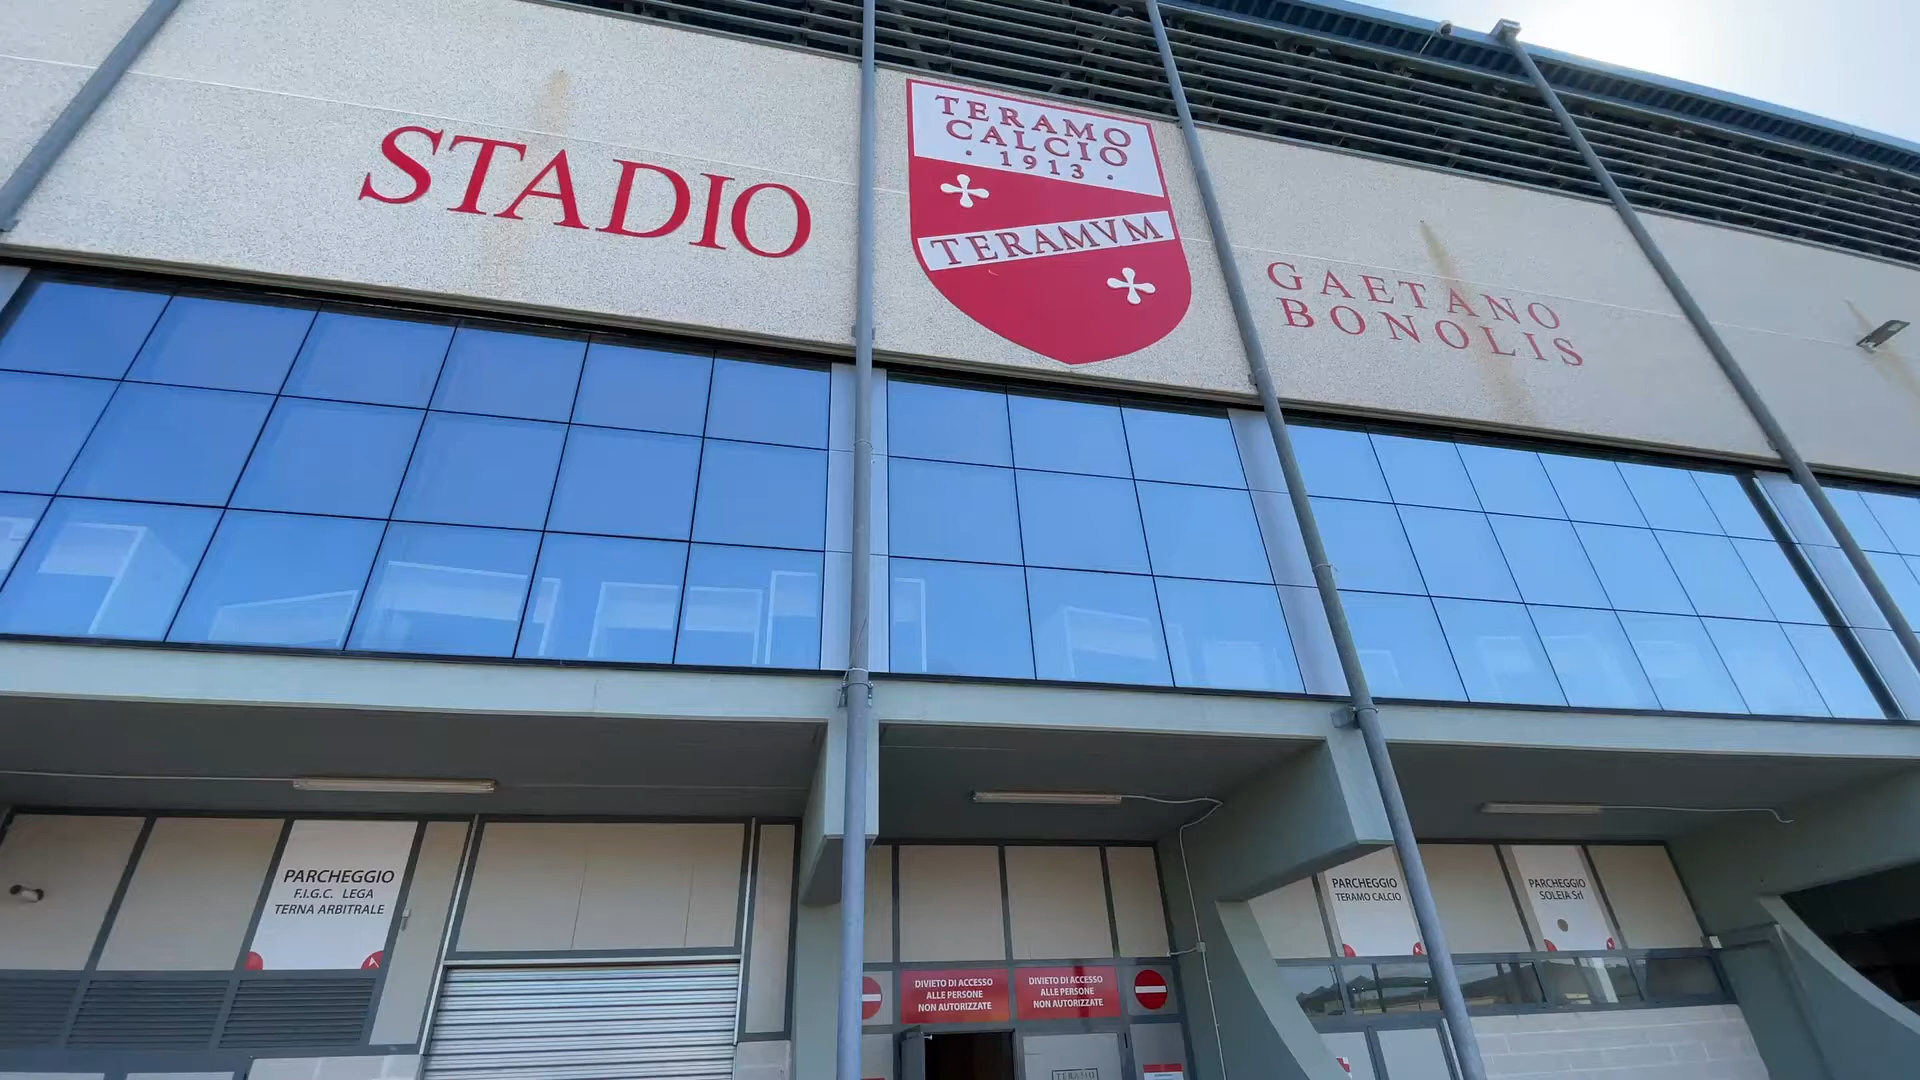 STADIO
TERAMO
CALCIO
• 1913 •
TERAMVM
GAETANO
BONOLIS
PARCHEGGIO
F.I.G.C. LEGA
TERNA ARBITRALE
DIVIETO DI ACCESSO
ALLE PERSONE
NON AUTORIZZATE
DIVIETO DI ACCESSO
ALLE PERSONE
NON AUTORIZZATE
PARCHEGGIO
TERAMO CALCIO
PARCHEGGIO
SOLEIA Srl
TERAMO